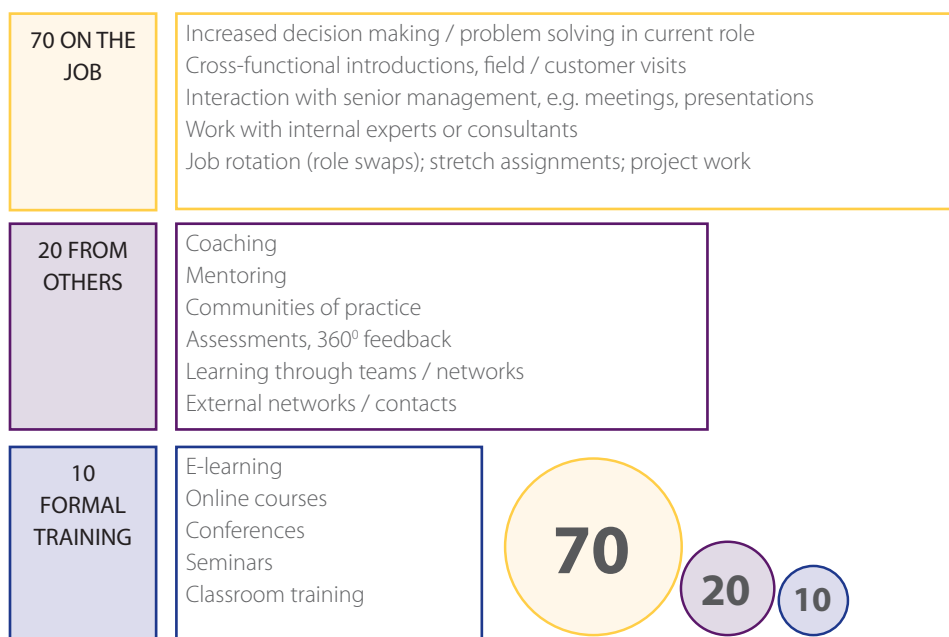 70 ON THE
JOB
Increased decision making / problem solving in current role
Cross-functional introductions, field / customer visits
Interaction with senior management, e.g. meetings, presentations
Work with internal experts or consultants
Job rotation (role swaps); stretch assignments; project work
20 FROM
OTHERS
Coaching
Mentoring
Communities of practice
Assessments, 360⁰ feedback
Learning through teams / networks
External networks / contacts
10
FORMAL
TRAINING
E-learning
Online courses
Conferences
Seminars
Classroom training
70
20
10